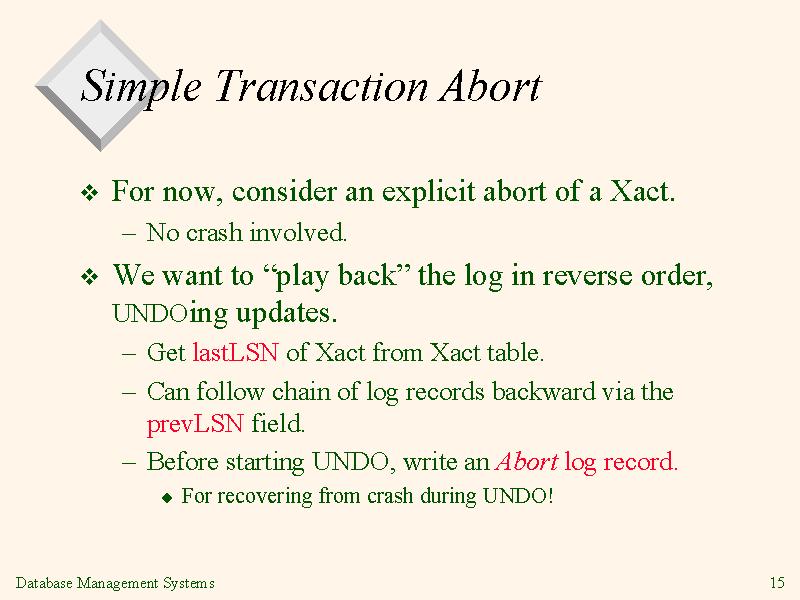 Simple Transaction Abort
❖ For now, consider an explicit abort of a Xact.
– No crash involved.
❖ We want to “play back” the log in reverse order,
UNDOing updates.
– Get lastLSN of Xact from Xact table.
– Can follow chain of log records backward via the
prevLSN field.
– Before starting UNDO, write an Abort log record.
◆ For recovering from crash during UNDO!
Database Management Systems
15